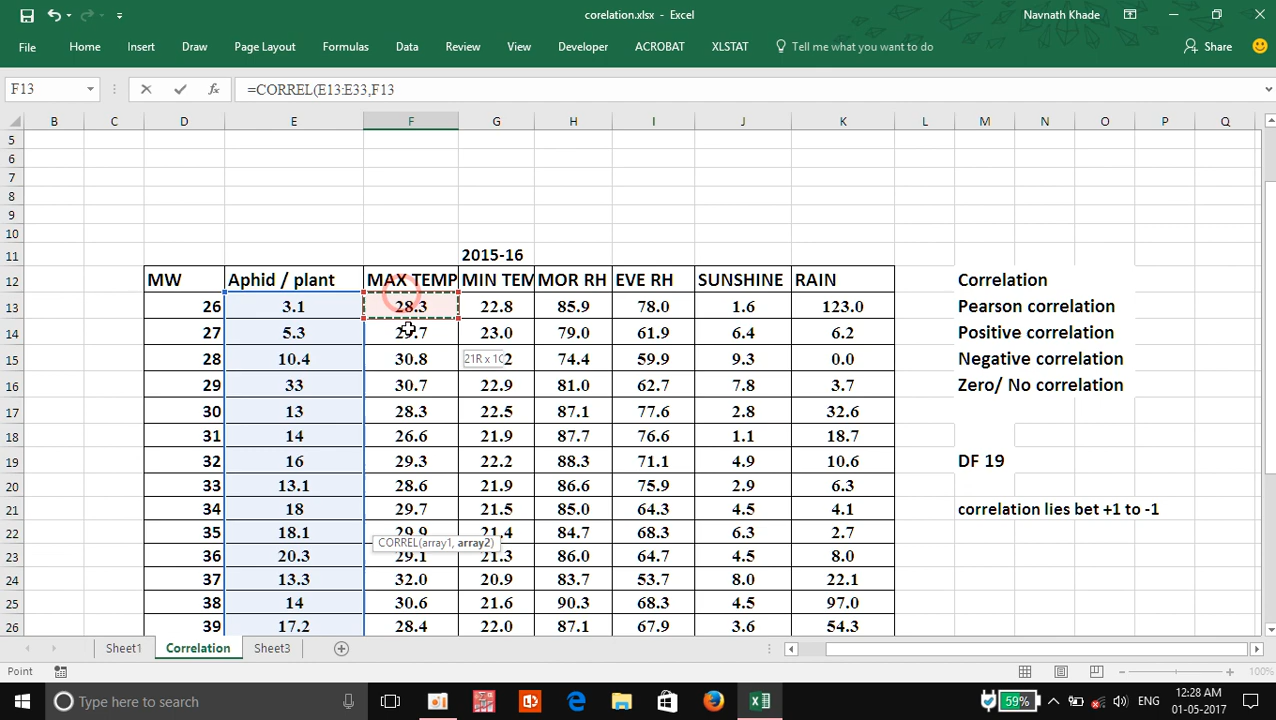 corelation.xlsx - Excel
Navnath Khade
File Home Insert Draw Page Layout Formulas Data Review View Developer ACROBAT XLSTAT Tell me what you want to do Share
F13 fx =CORREL(E13:E33,F13
B C D E F G H I J K L M N O P Q
5
6
7
8
9
10
11 2015-16
12 MW Aphid / plant MAX TEMP MIN TEM MOR RH EVE RH SUNSHINE RAIN Correlation
13 26 3.1 28.3 22.8 85.9 78.0 1.6 123.0 Pearson correlation
14 27 5.3 29.7 23.0 79.0 61.9 6.4 6.2 Positive correlation
15 28 10.4 30.8 21R x 1C 2 74.4 59.9 9.3 0.0 Negative correlation
16 29 33 30.7 22.9 81.0 62.7 7.8 3.7 Zero/ No correlation
17 30 13 28.3 22.5 87.1 77.6 2.8 32.6
18 31 14 26.6 21.9 87.7 76.6 1.1 18.7
19 32 16 29.3 22.2 88.3 71.1 4.9 10.6 DF 19
20 33 13.1 28.6 21.9 86.6 75.9 2.9 6.3
21 34 18 29.7 21.5 85.0 64.3 4.5 4.1 correlation lies bet +1 to -1
22 35 18.1 29.9 21.4 84.7 68.3 6.3 2.7
CORREL(array1, array2)
23 36 20.3 29.1 21.3 86.0 64.7 4.5 8.0
24 37 13.3 32.0 20.9 83.7 53.7 8.0 22.1
25 38 14 30.6 21.6 90.3 68.3 4.5 97.0
26 39 17.2 28.4 22.0 87.1 67.9 3.6 54.3
Sheet1 Correlation Sheet3
Point 100%
Type here to search 59% ENG 12:28 AM
01-05-2017